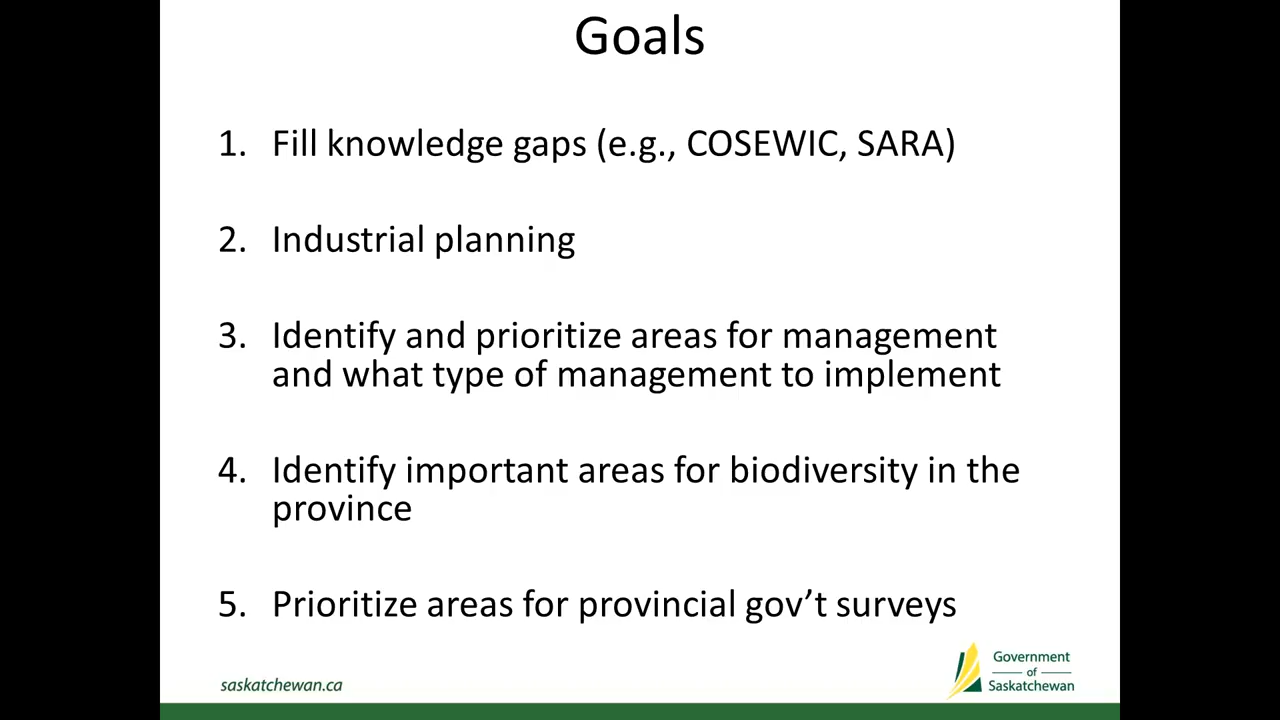 Goals
1. Fill knowledge gaps (e.g., COSEWIC, SARA)
2. Industrial planning
3. Identify and prioritize areas for management
and what type of management to implement
4. Identify important areas for biodiversity in the
province
5. Prioritize areas for provincial gov’t surveys
saskatchewan.ca
Government
of
Saskatchewan